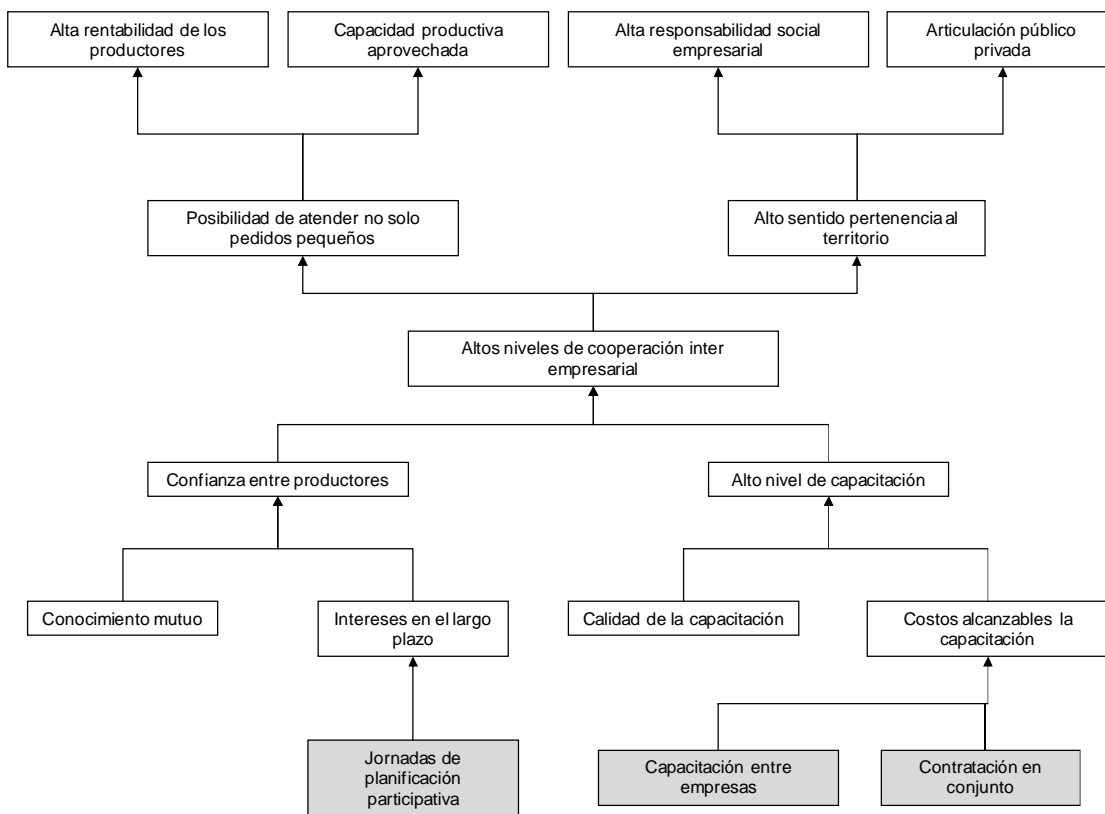 Alta rentabilidad de los
productores
Capacidad productiva
aprovechada
Alta responsabilidad social
empresarial
Articulación público
privada
Posibilidad de atender no solo
pedidos pequeños
Alto sentido pertenencia al
territorio
Altos niveles de cooperación inter
empresarial
Confianza entre productores
Alto nivel de capacitación
Conocimiento mutuo
Intereses en el largo
plazo
Calidad de la capacitación
Costos alcanzables la
capacitación
Jornadas de
planificación
participativa
Capacitación entre
empresas
Contratación en
conjunto